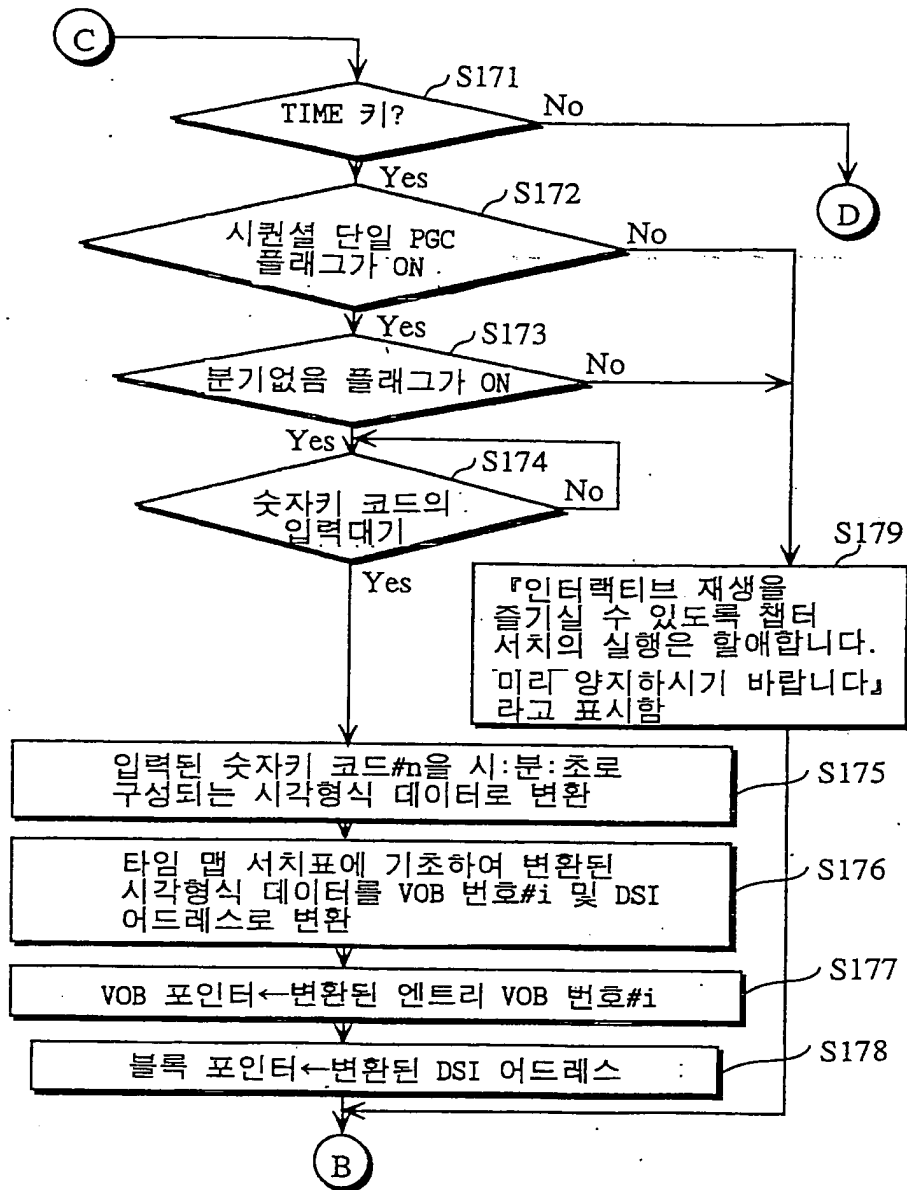 C
S171
TIME 키?
No
Yes
D
S172
시퀀셜 단일 PGC
플래그가 ON
No
Yes
S173
분기없음 플래그가 ON
No
Yes
S174
숫자키 코드의
입력대기
No
Yes
S179
『인터랙티브 재생을
즐기실 수 있도록 챕터
서치의 실행은 할애합니다.
미리 양지하시기 바랍니다』
라고 표시함
입력된 숫자키 코드#n을 시:분:초로
구성되는 시각형식 데이터로 변환
S175
타임 맵 서치표에 기초하여 변환된
시각형식 데이터를 VOB 번호#i 및 DSI
어드레스로 변환
S176
VOB 포인터←변환된 엔트리 VOB 번호#i
S177
블록 포인터←변환된 DSI 어드레스
S178
B